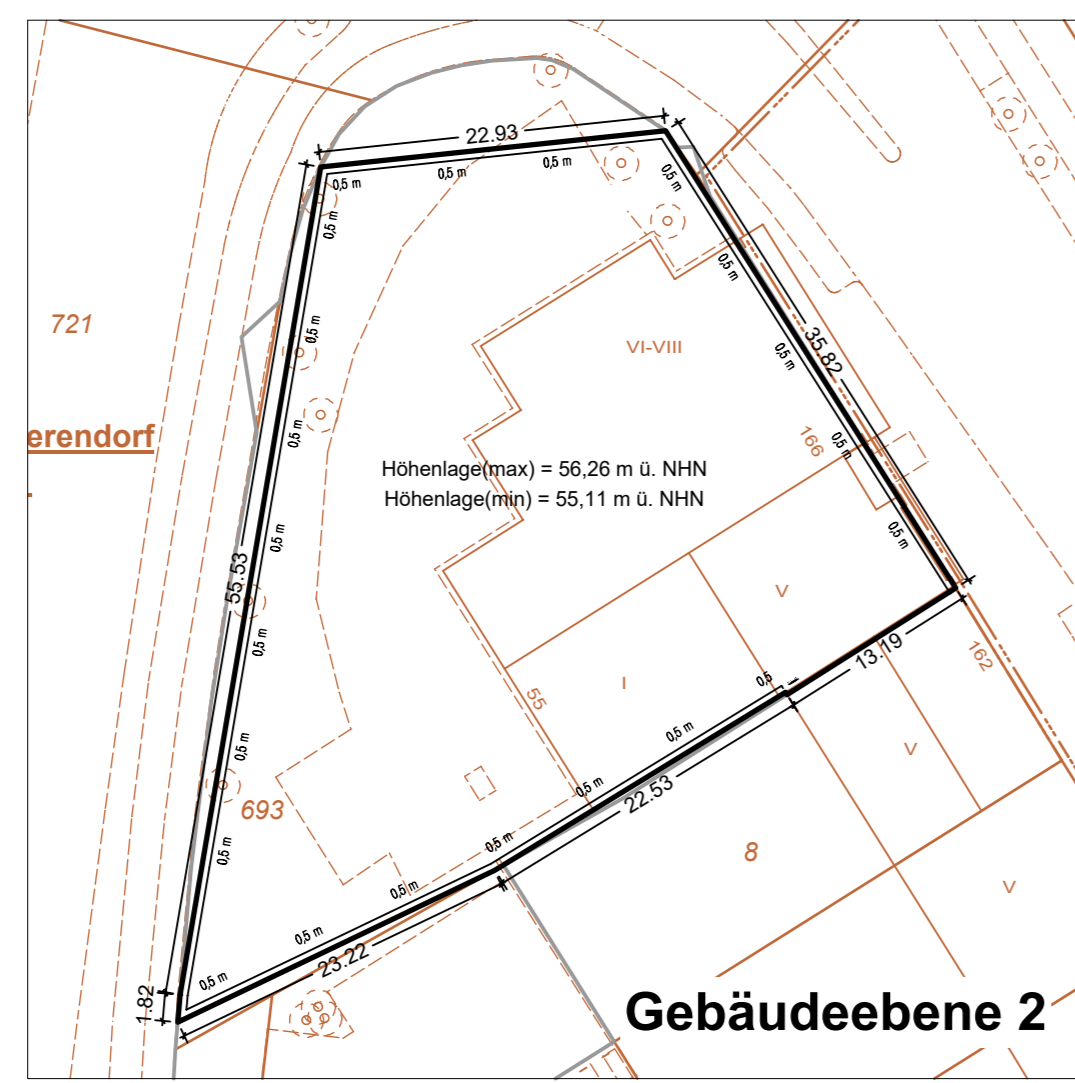 22.93
0,5 m
0,5 m
0,5 m
0,5 m
0,5 m
0,5 m
721
0,5 m
35.82
0,5 m
VI-VIII
erendorf
0,5 m
166
0,5 m
Höhenlage(max) = 56,26 m ü. NHN
Höhenlage(min) = 55,11 m ü. NHN
0,5 m
0,5 m
55.53
V
0,5 m
13.19
162
I
0,5
55
0,5 m
V
0,5 m
0,5 m
22.53
693
0,5 m
0,5 m
8
0,5 m
V
0,5 m
23.22
0,5 m
1.82
Gebäudeebene 2